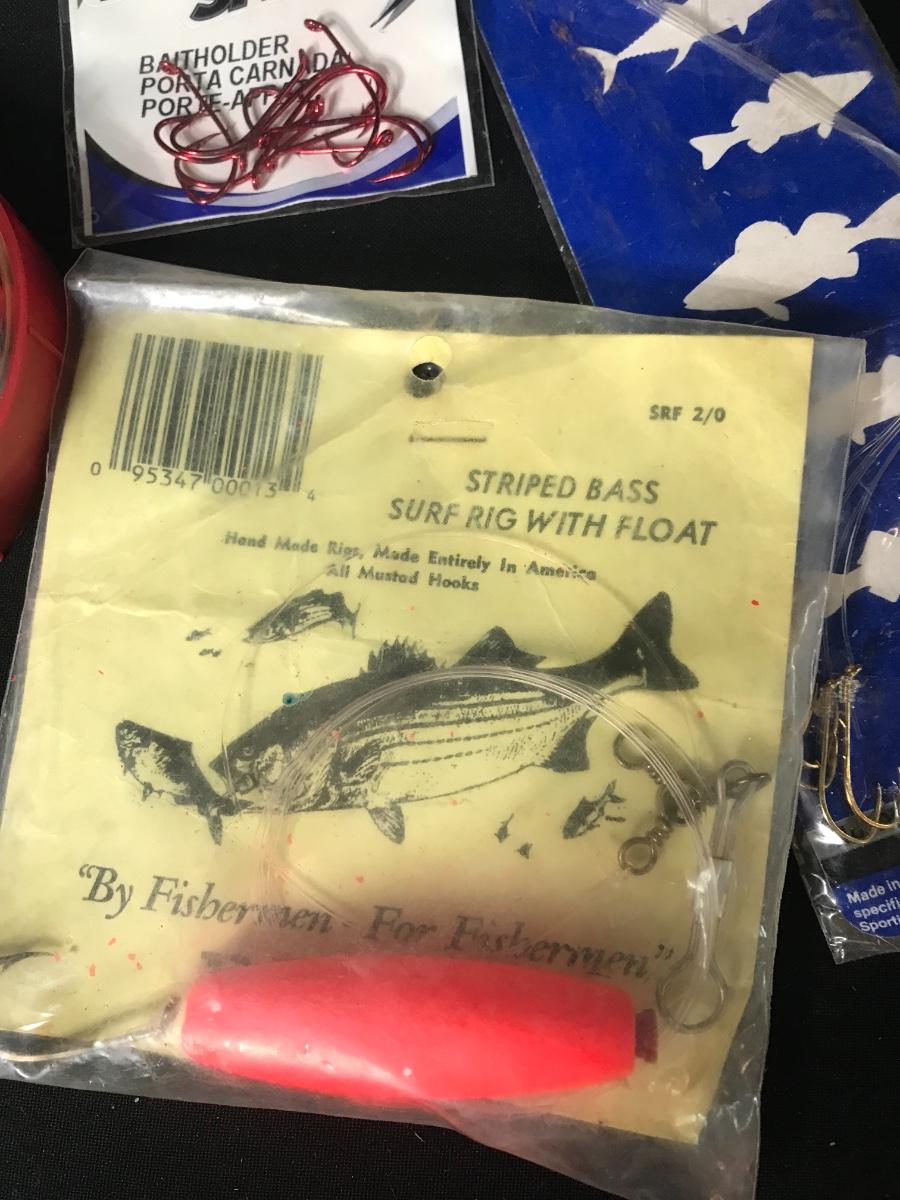 BAITHOLDER
PORTA CARNADA
SRF 2/0
0 95347 00013 4
STRIPED BASS
SURF RIG WITH FLOAT
Hand Made Rigs, Made Entirely In America
All Mustad Hooks
"By Fishermen - For Fishermen"
Made in